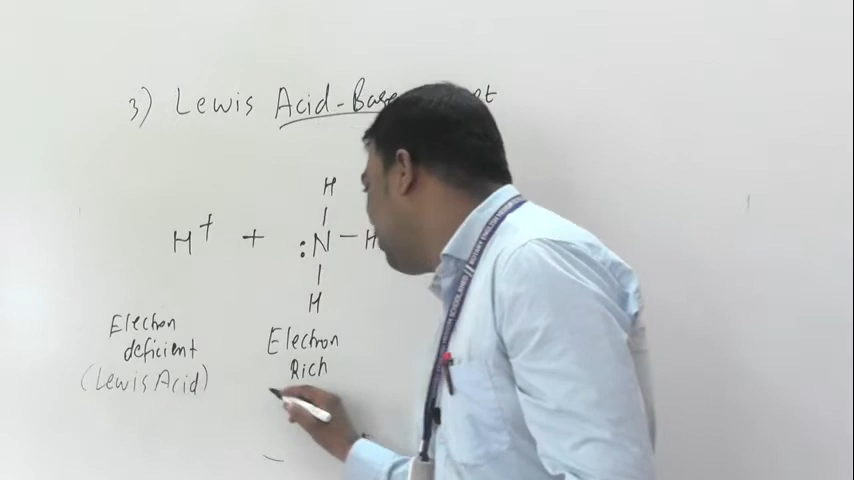 3) Lewis Acid-Base
H
H⁺ + :N–H
H
Electron
deficient
(Lewis Acid)
Electron
Rich